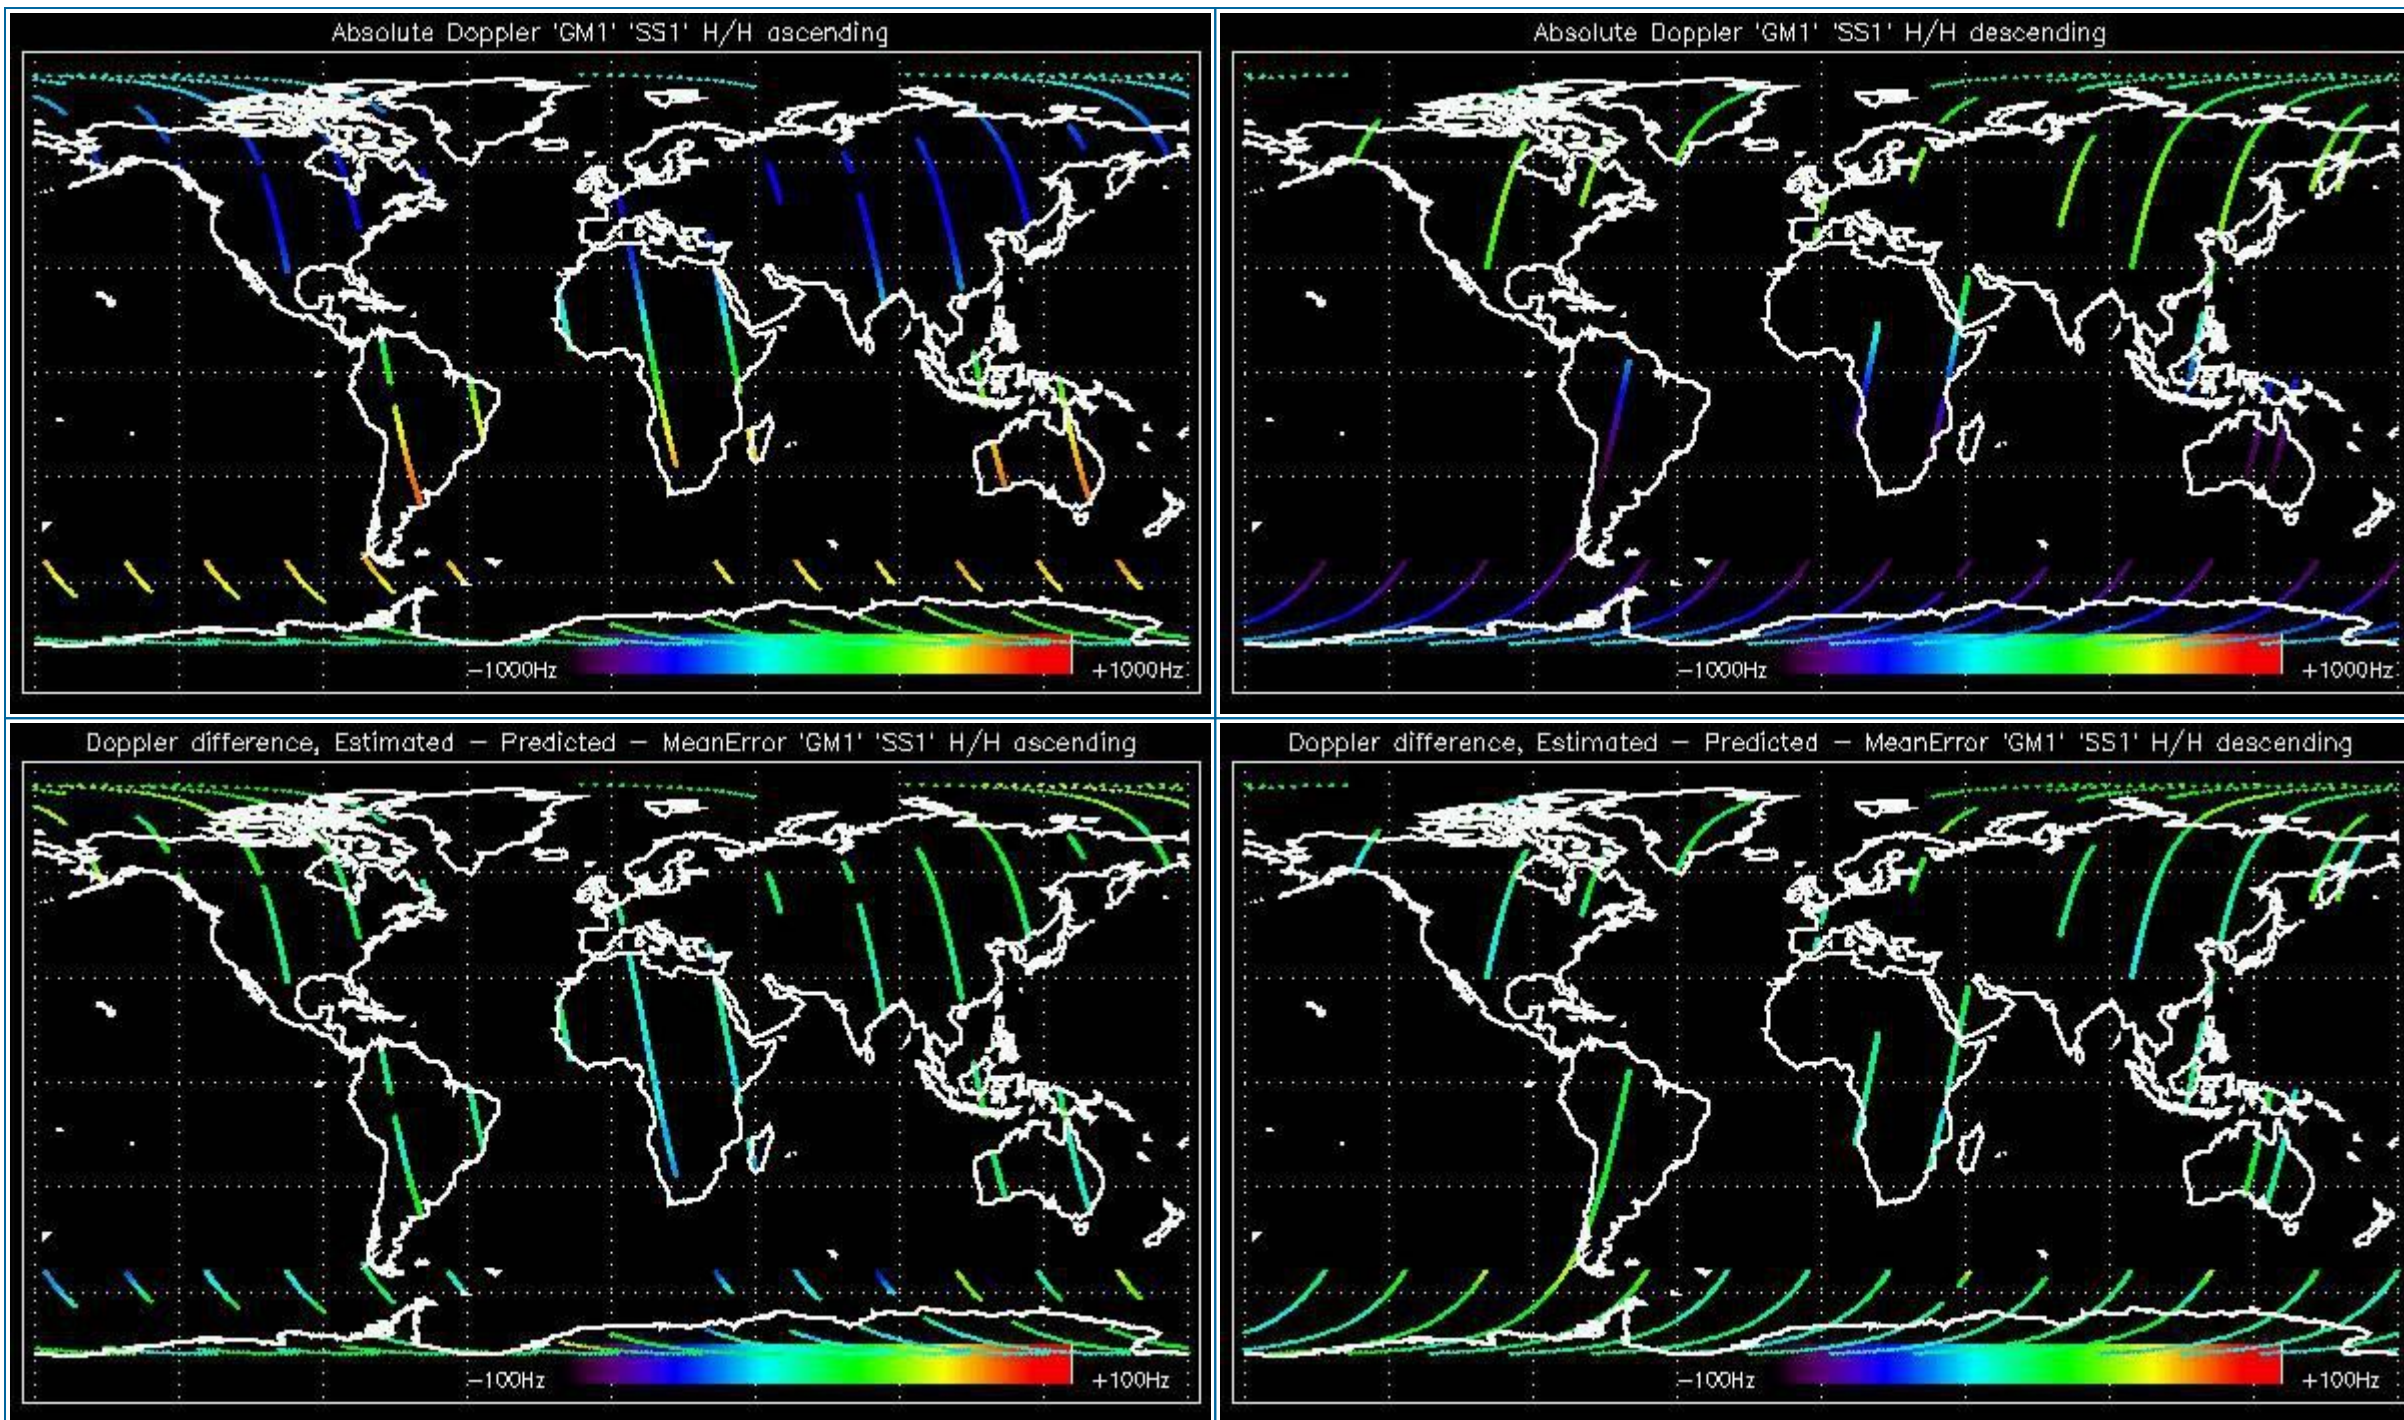 Absolute Doppler 'GM1' 'SS1' H/H ascending
−1000Hz
+1000Hz
Absolute Doppler 'GM1' 'SS1' H/H descending
−1000Hz
+1000Hz
Doppler difference, Estimated − Predicted − MeanError 'GM1' 'SS1' H/H ascending
−100Hz
+100Hz
Doppler difference, Estimated − Predicted − MeanError 'GM1' 'SS1' H/H descending
−100Hz
+100Hz